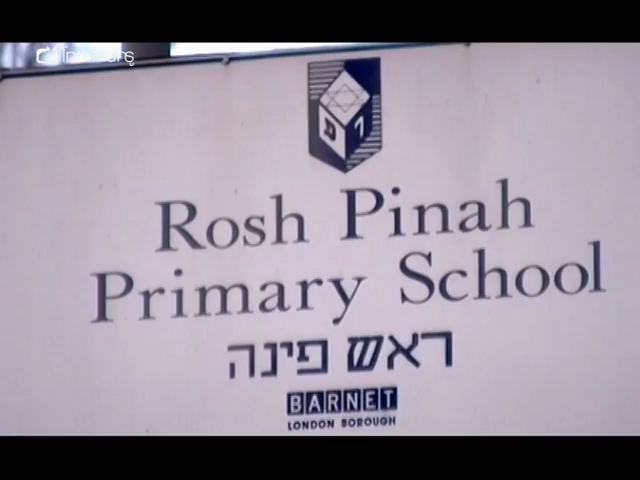 ר פ
Rosh Pinah
Primary School
ראש פינה
BARNET
LONDON BOROUGH